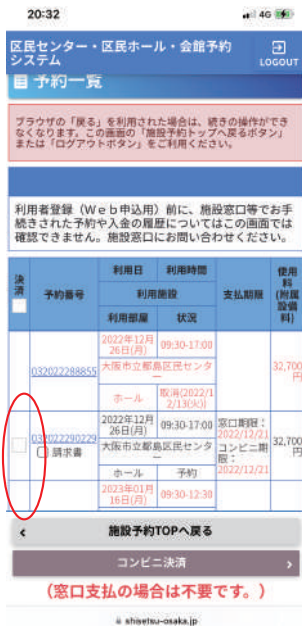 20:32
4G
区民センター・区民ホール・会館予約
システム
LOGOUT
予約一覧
ブラウザの「戻る」を利用された場合は、続きの操作ができ
なくなります。この画面の「施設予約トップへ戻るボタン」
または「ログアウトボタン」をご利用ください。
利用者登録(Web申込用)前に、施設窓口等でお手
続きされた予約や入金の履歴についてはこの画面では
確認できません。施設窓口にお問い合わせください。
決済
予約番号
利用日 利用時間
利用施設
利用部屋 状況
支払期限
使用料(附属設備料)
032022288855
2022年12月26日(月) 09:30-17:00
大阪市立都島区民センター
ホール 取消(2022/12/13(火))
32,700円
032022290229
請求書
2022年12月26日(月) 09:30-17:00
大阪市立都島区民センター
ホール 予約
窓口期限:
2022/12/21
コンビニ期限:
2022/12/21
32,700円
2023年01月16日(月) 09:30-12:30
施設予約TOPへ戻る
コンビニ決済
(窓口支払の場合は不要です。)
shisetsu-osaka.jp